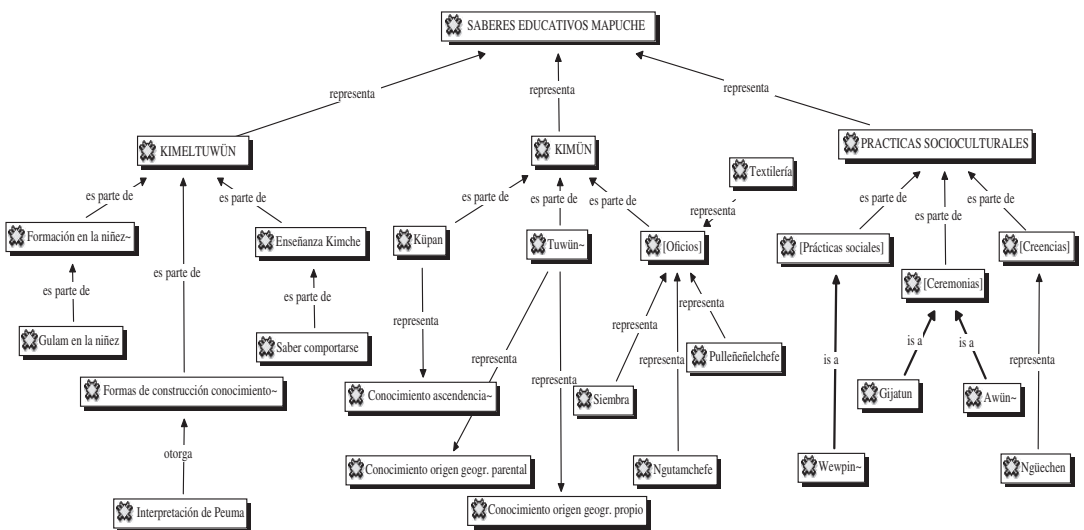 SABERES EDUCATIVOS MAPUCHE
representa
representa
representa
KIMELTUWÜN
KIMÜN
PRACTICAS SOCIOCULTURALES
Textilería
es parte de
es parte de
es parte de
es parte de
es parte de
es parte de
es parte de
es parte de
es parte de
representa
Formación en la niñez~
Enseñanza Kimche
Küpan
Tuwün~
[Oficios]
[Prácticas sociales]
[Creencias]
[Ceremonias]
es parte de
es parte de
es parte de
representa
representa
representa
representa
representa
representa
is a
is a
is a
representa
Gulam en la niñez
Saber comportarse
Pulleñeñelchefe
Formas de construcción conocimiento~
Conocimiento ascendencia~
Siembra
Gijatun
Awün~
otorga
Conocimiento origen geogr. parental
Ngutamchefe
Wewpin~
Ngüechen
Interpretación de Peuma
Conocimiento origen geogr. propio